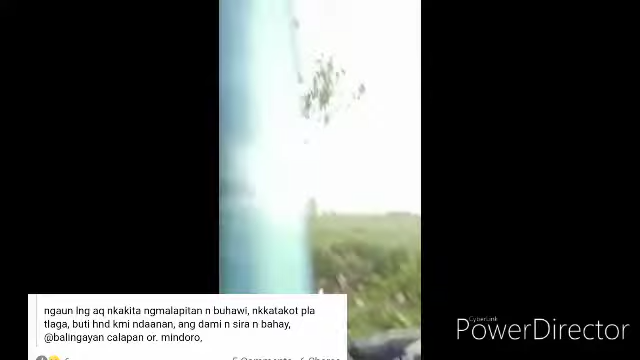 ngaun lng aq nkakita ngmalapitan n buhawi, nkkatakot pla
tlaga, buti hnd kmi ndaanan, ang dami n sira n bahay,
@balingayan calapan or. mindoro,
CyberLink
PowerDirector